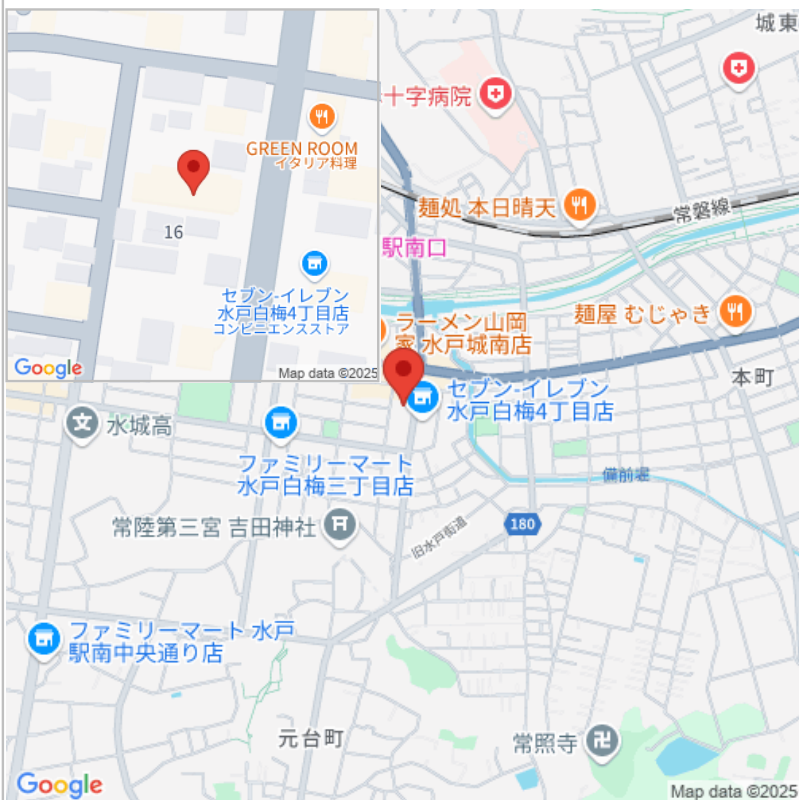 GREEN ROOM
イタリア料理
16
セブン-イレブン
水戸白梅4丁目店
コンビニエンスストア
Google
Map data ©2025
城東
十字病院
麺処 本日晴天
常磐線
駅南口
ラーメン山岡
家 水戸城南店
麺屋 むじゃき
本町
セブン-イレブン
水戸白梅4丁目店
水城高
ファミリーマート
水戸白梅三丁目店
備前堀
常陸第三宮 吉田神社
旧水戸街道
180
ファミリーマート 水戸
駅南中央通り店
元台町
常照寺
Google
Map data ©2025